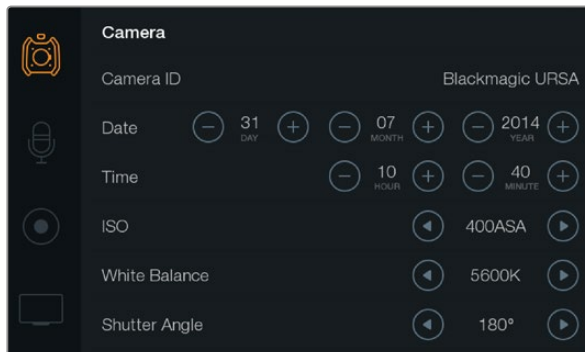 Camera
Camera ID Blackmagic URSA
Date 31 DAY 07 MONTH 2014 YEAR
Time 10 HOUR 40 MINUTE
ISO 400ASA
White Balance 5600K
Shutter Angle 180°